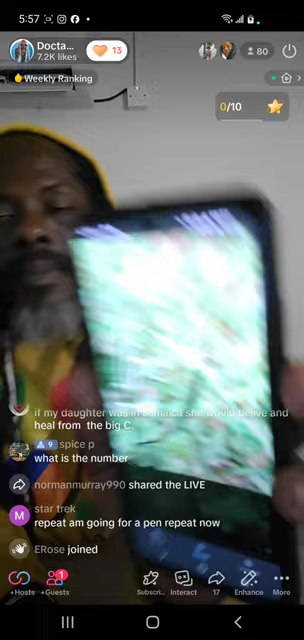 5:57
Docta...
7.2K likes
13
80
Weekly Ranking
0/10
if my daughter was in Jamaica she would belive and
heal from the big C.
9 spice p
what is the number
normanmurray990 shared the LIVE
M
star trek
repeat am going for a pen repeat now
ERose joined
1
+Hosts
+Guests
Subscri...
Interact
17
Enhance
More